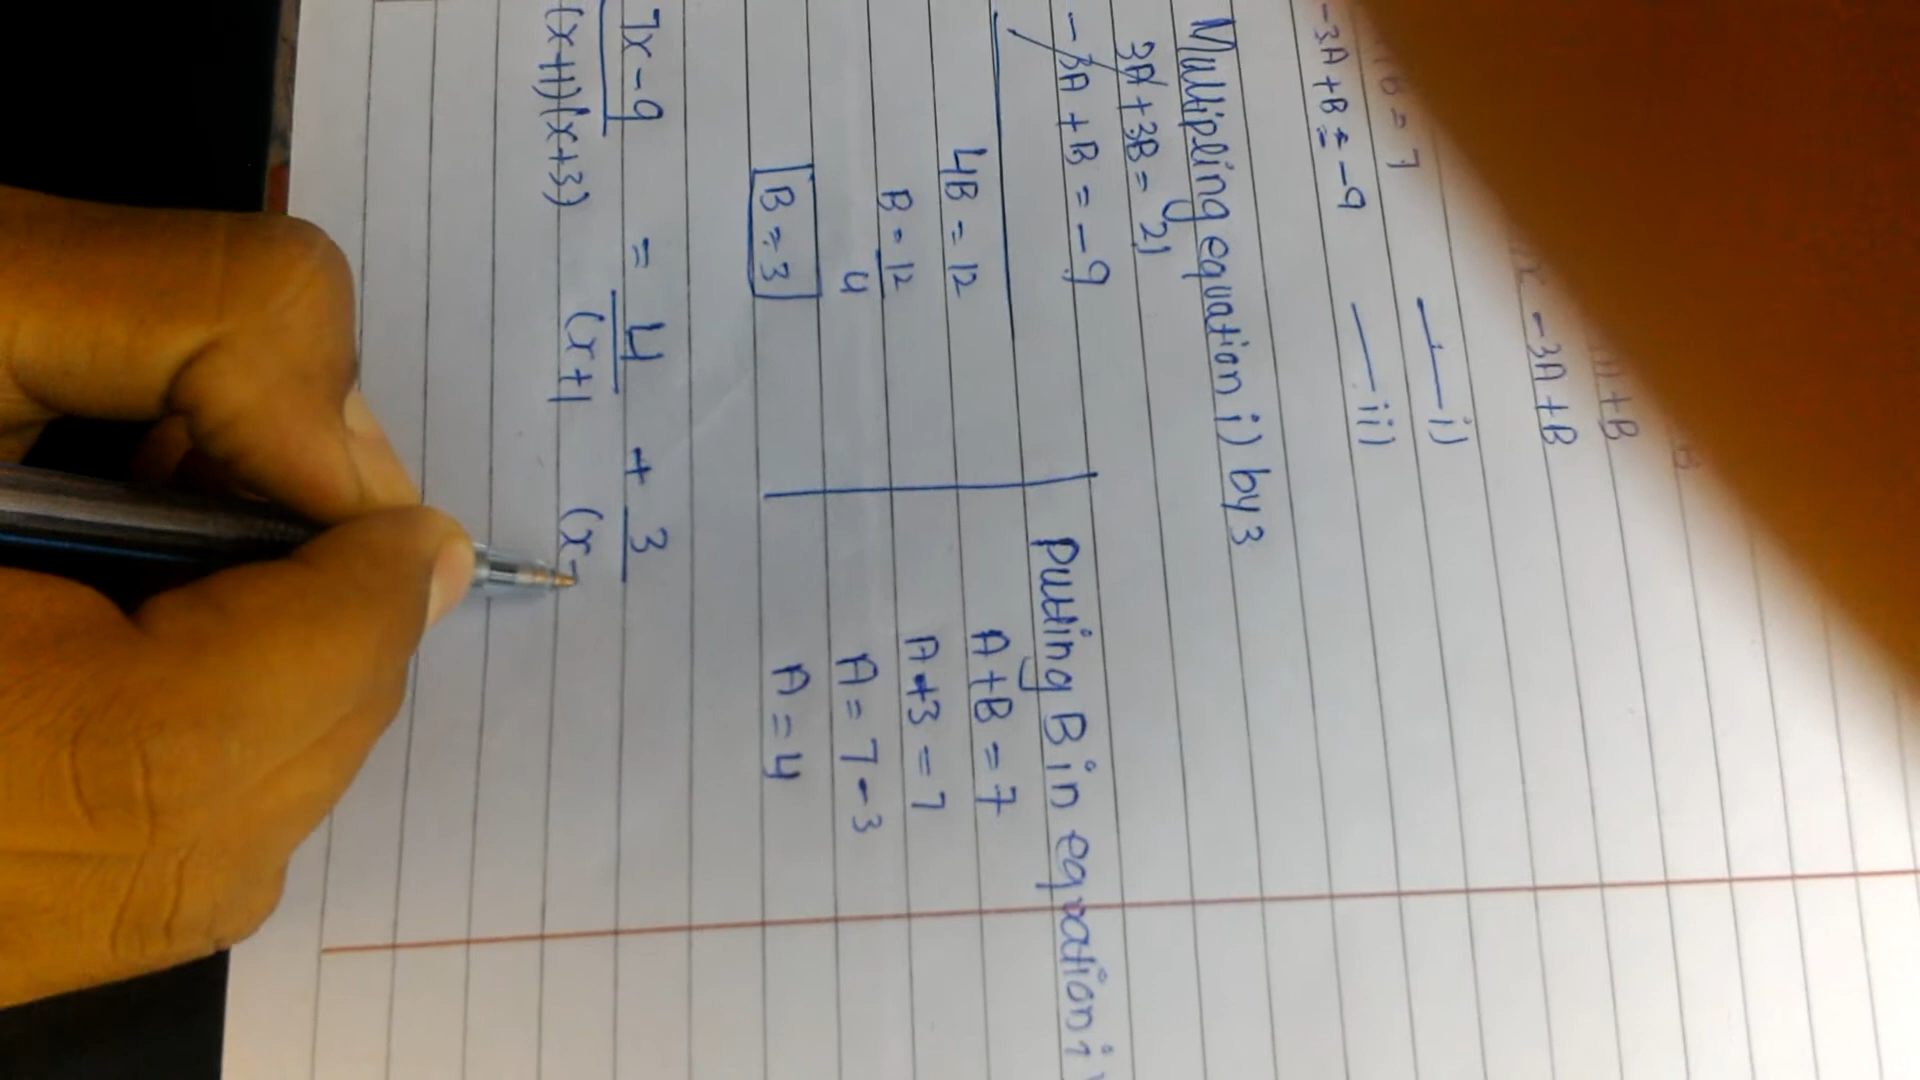 -3A+B
A+B = 7 —— i)
-3A+B = -9 —— ii)
Multipling equation i) by 3
3A+3B = 21
-3A+B = -9
4B = 12
B = 12/4
B = 3
Putting B in equation i)
A+B = 7
A+3 = 7
A = 7-3
A = 4
7x-9/(x+1)(x+3) = 4/(x+1 + 3/(x